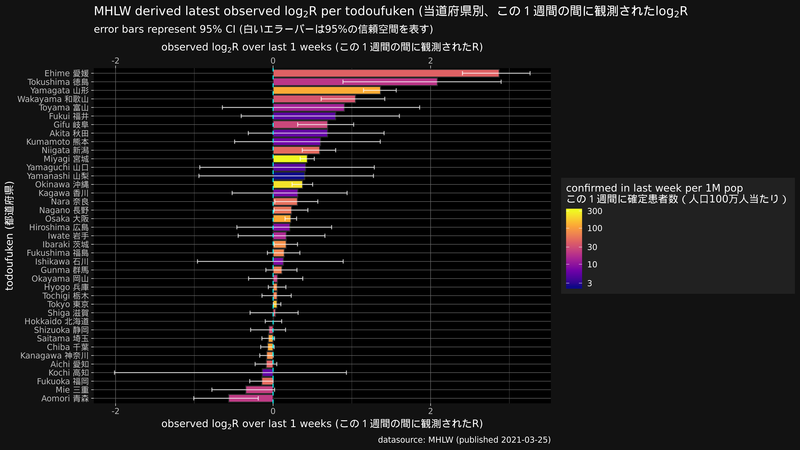 MHLW derived latest observed log₂R per todoufuken (当道府県別、この１週間の間に観測されたlog₂R
error bars represent 95% CI (白いエラーバーは95%の信頼空間を表す)
observed log₂R over last 1 weeks (この１週間の間に観測されたR)
-2 0 2
todoufuken (都道府県)
Ehime 愛媛
Tokushima 徳島
Yamagata 山形
Wakayama 和歌山
Toyama 富山
Fukui 福井
Gifu 岐阜
Akita 秋田
Kumamoto 熊本
Niigata 新潟
Miyagi 宮城
Yamaguchi 山口
Yamanashi 山梨
Okinawa 沖縄
Kagawa 香川
Nara 奈良
Nagano 長野
Osaka 大阪
Hiroshima 広島
Iwate 岩手
Ibaraki 茨城
Fukushima 福島
Ishikawa 石川
Gunma 群馬
Okayama 岡山
Hyogo 兵庫
Tochigi 栃木
Tokyo 東京
Shiga 滋賀
Hokkaido 北海道
Shizuoka 静岡
Saitama 埼玉
Chiba 千葉
Kanagawa 神奈川
Aichi 愛知
Kochi 高知
Fukuoka 福岡
Mie 三重
Aomori 青森
-2 0 2
observed log₂R over last 1 weeks (この１週間の間に観測されたR)
confirmed in last week per 1M pop
この１週間に確定患者数（人口100万人当たり）
300
100
30
10
3
datasource: MHLW (published 2021-03-25)